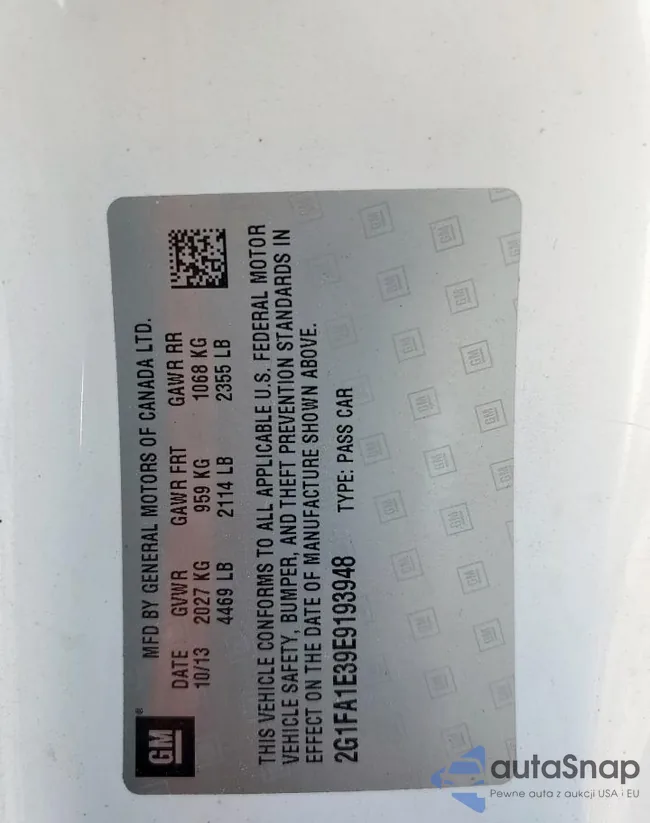 GM®
MFD BY GENERAL MOTORS OF CANADA LTD.
DATE GVWR GAWR FRT GAWR RR
10/13 2027 KG 959 KG 1068 KG
4469 LB 2114 LB 2355 LB
THIS VEHICLE CONFORMS TO ALL APPLICABLE U.S. FEDERAL MOTOR
VEHICLE SAFETY, BUMPER, AND THEFT PREVENTION STANDARDS IN
EFFECT ON THE DATE OF MANUFACTURE SHOWN ABOVE.
2G1FA1E39E9193948 TYPE: PASS CAR
autaSnap
Pewne auta z aukcji USA i EU